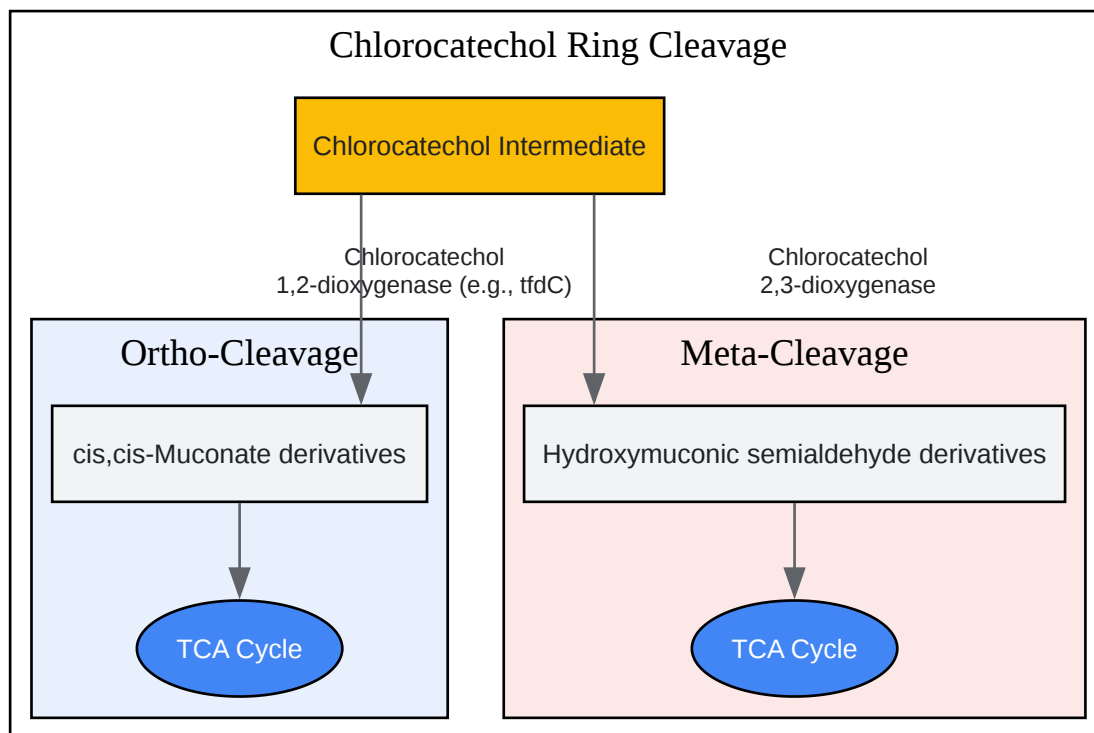 Chlorocatechol Ring Cleavage
Chlorocatechol Intermediate
Chlorocatechol
1,2-dioxygenase (e.g., tfdC)
Chlorocatechol
2,3-dioxygenase
Ortho-Cleavage
Meta-Cleavage
cis,cis-Muconate derivatives
Hydroxymuconic semialdehyde derivatives
TCA Cycle
TCA Cycle